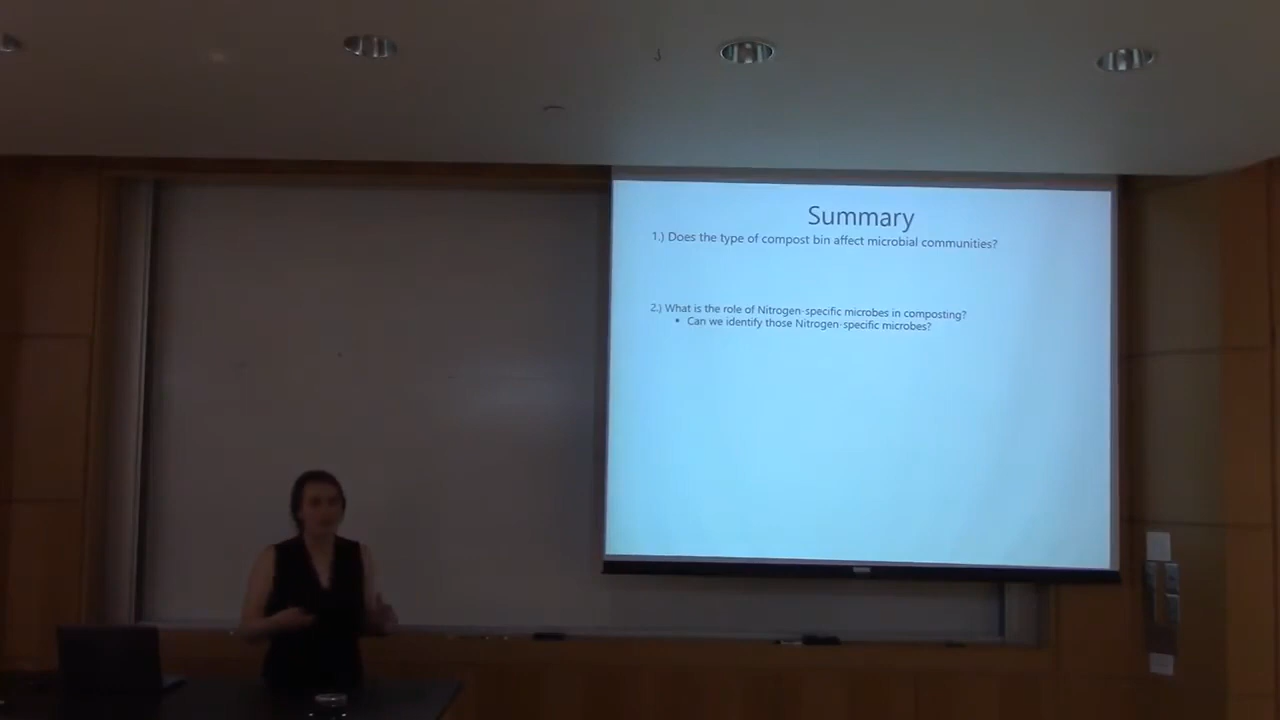 Summary
1.) Does the type of compost bin affect microbial communities?
2.) What is the role of Nitrogen-specific microbes in composting?
• Can we identify those Nitrogen-specific microbes?